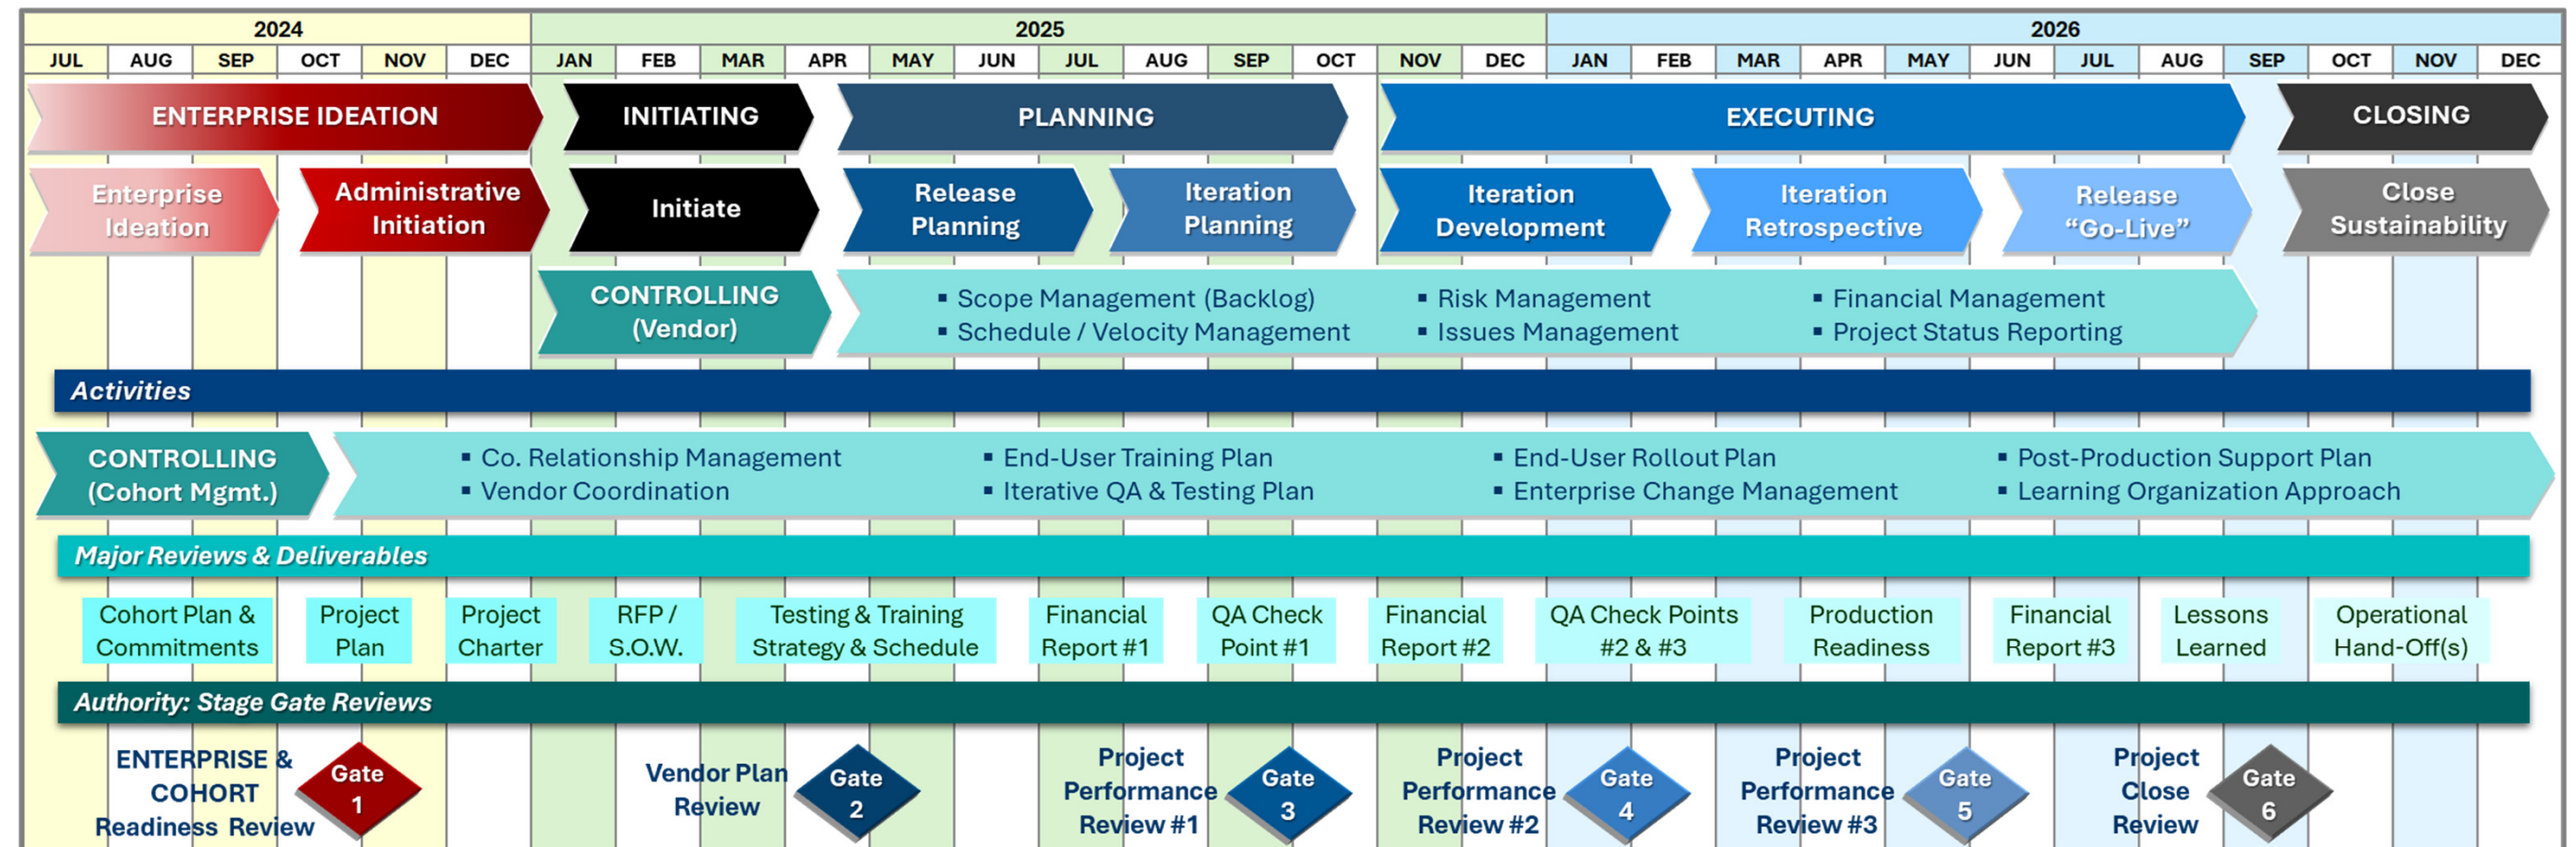 2024 2025 2026
JUL AUG SEP OCT NOV DEC JAN FEB MAR APR MAY JUN JUL AUG SEP OCT NOV DEC JAN FEB MAR APR MAY JUN JUL AUG SEP OCT NOV DEC
ENTERPRISE IDEATION INITIATING PLANNING EXECUTING CLOSING
Enterprise
Ideation
Administrative
Initiation
Initiate
Release
Planning
Iteration
Planning
Iteration
Development
Iteration
Retrospective
Release
“Go-Live”
Close
Sustainability
CONTROLLING
(Vendor)
▪ Scope Management (Backlog)
▪ Schedule / Velocity Management
▪ Risk Management
▪ Issues Management
▪ Financial Management
▪ Project Status Reporting
Activities
CONTROLLING
(Cohort Mgmt.)
▪ Co. Relationship Management
▪ Vendor Coordination
▪ End-User Training Plan
▪ Iterative QA & Testing Plan
▪ End-User Rollout Plan
▪ Enterprise Change Management
▪ Post-Production Support Plan
▪ Learning Organization Approach
Major Reviews & Deliverables
Cohort Plan &
Commitments
Project
Plan
Project
Charter
RFP /
S.O.W.
Testing & Training
Strategy & Schedule
Financial
Report #1
QA Check
Point #1
Financial
Report #2
QA Check Points
#2 & #3
Production
Readiness
Financial
Report #3
Lessons
Learned
Operational
Hand-Off(s)
Authority: Stage Gate Reviews
ENTERPRISE &
COHORT
Readiness Review
Gate
1
Vendor Plan
Review
Gate
2
Project
Performance
Review #1
Gate
3
Project
Performance
Review #2
Gate
4
Project
Performance
Review #3
Gate
5
Project
Close
Review
Gate
6